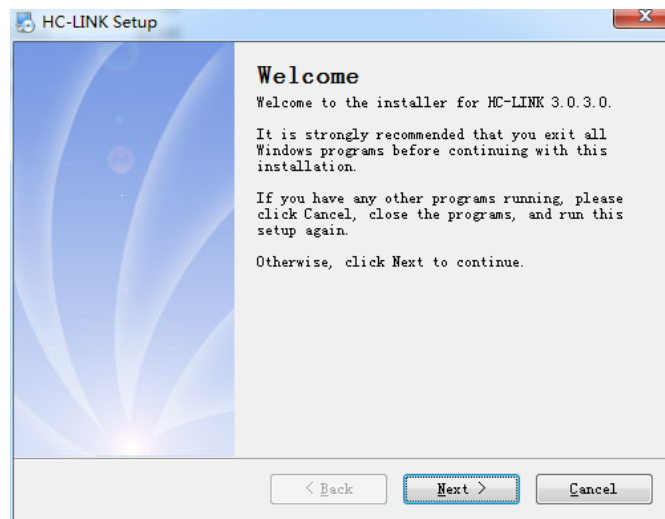 HC-LINK Setup
Welcome
Welcome to the installer for HC-LINK 3.0.3.0.
It is strongly recommended that you exit all
Windows programs before continuing with this
installation.
If you have any other programs running, please
click Cancel, close the programs, and run this
setup again.
Otherwise, click Next to continue.
< Back
Next >
Cancel